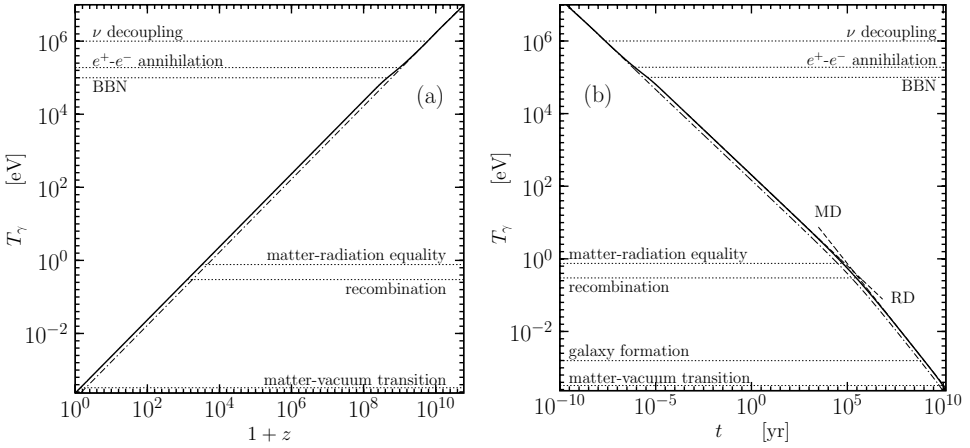 10⁶
10⁴
10²
10⁰
10⁻²
T_γ [eV]
ν decoupling
e⁺-e⁻ annihilation
BBN
(a)
matter-radiation equality
recombination
matter-vacuum transition
10⁰ 10² 10⁴ 10⁶ 10⁸ 10¹⁰
1 + z
10⁶
10⁴
10²
10⁰
10⁻²
T_γ [eV]
ν decoupling
e⁺-e⁻ annihilation
BBN
(b)
MD
matter-radiation equality
recombination
RD
galaxy formation
matter-vacuum transition
10⁻¹⁰ 10⁻⁵ 10⁰ 10⁵ 10¹⁰
t [yr]